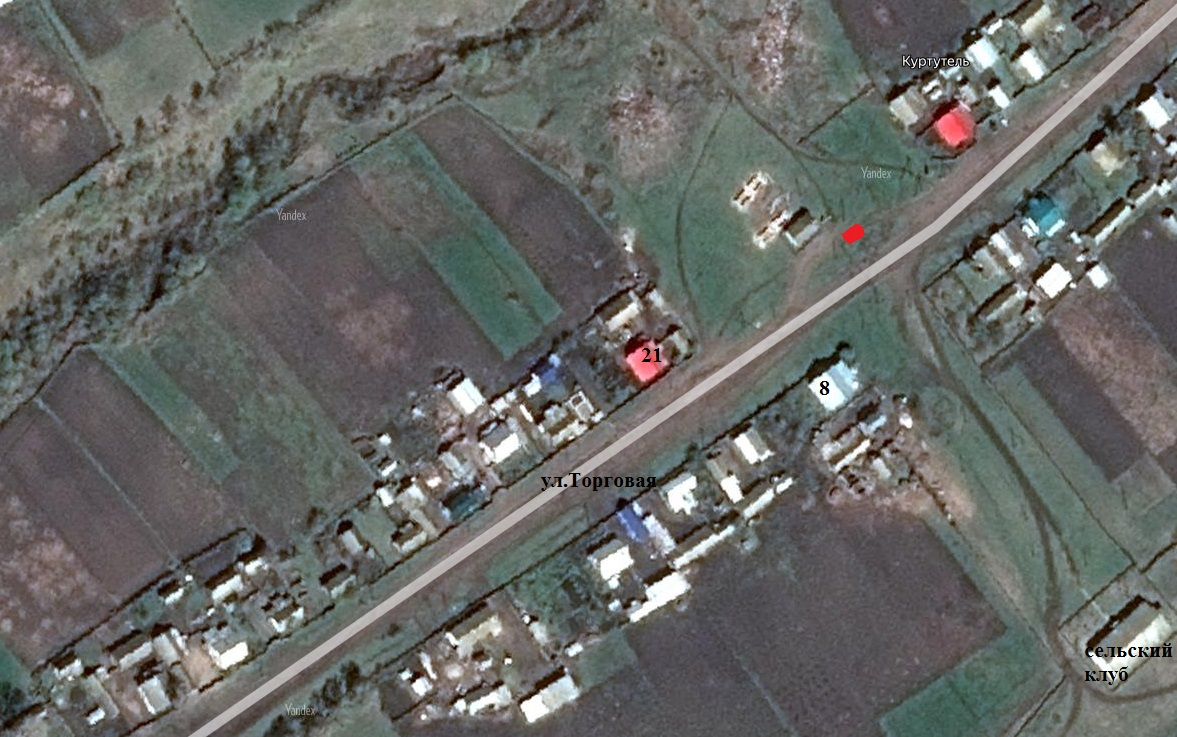 Куртутель
Yandex
Yandex
21
8
ул.Торговая
сельский
клуб
Yandex